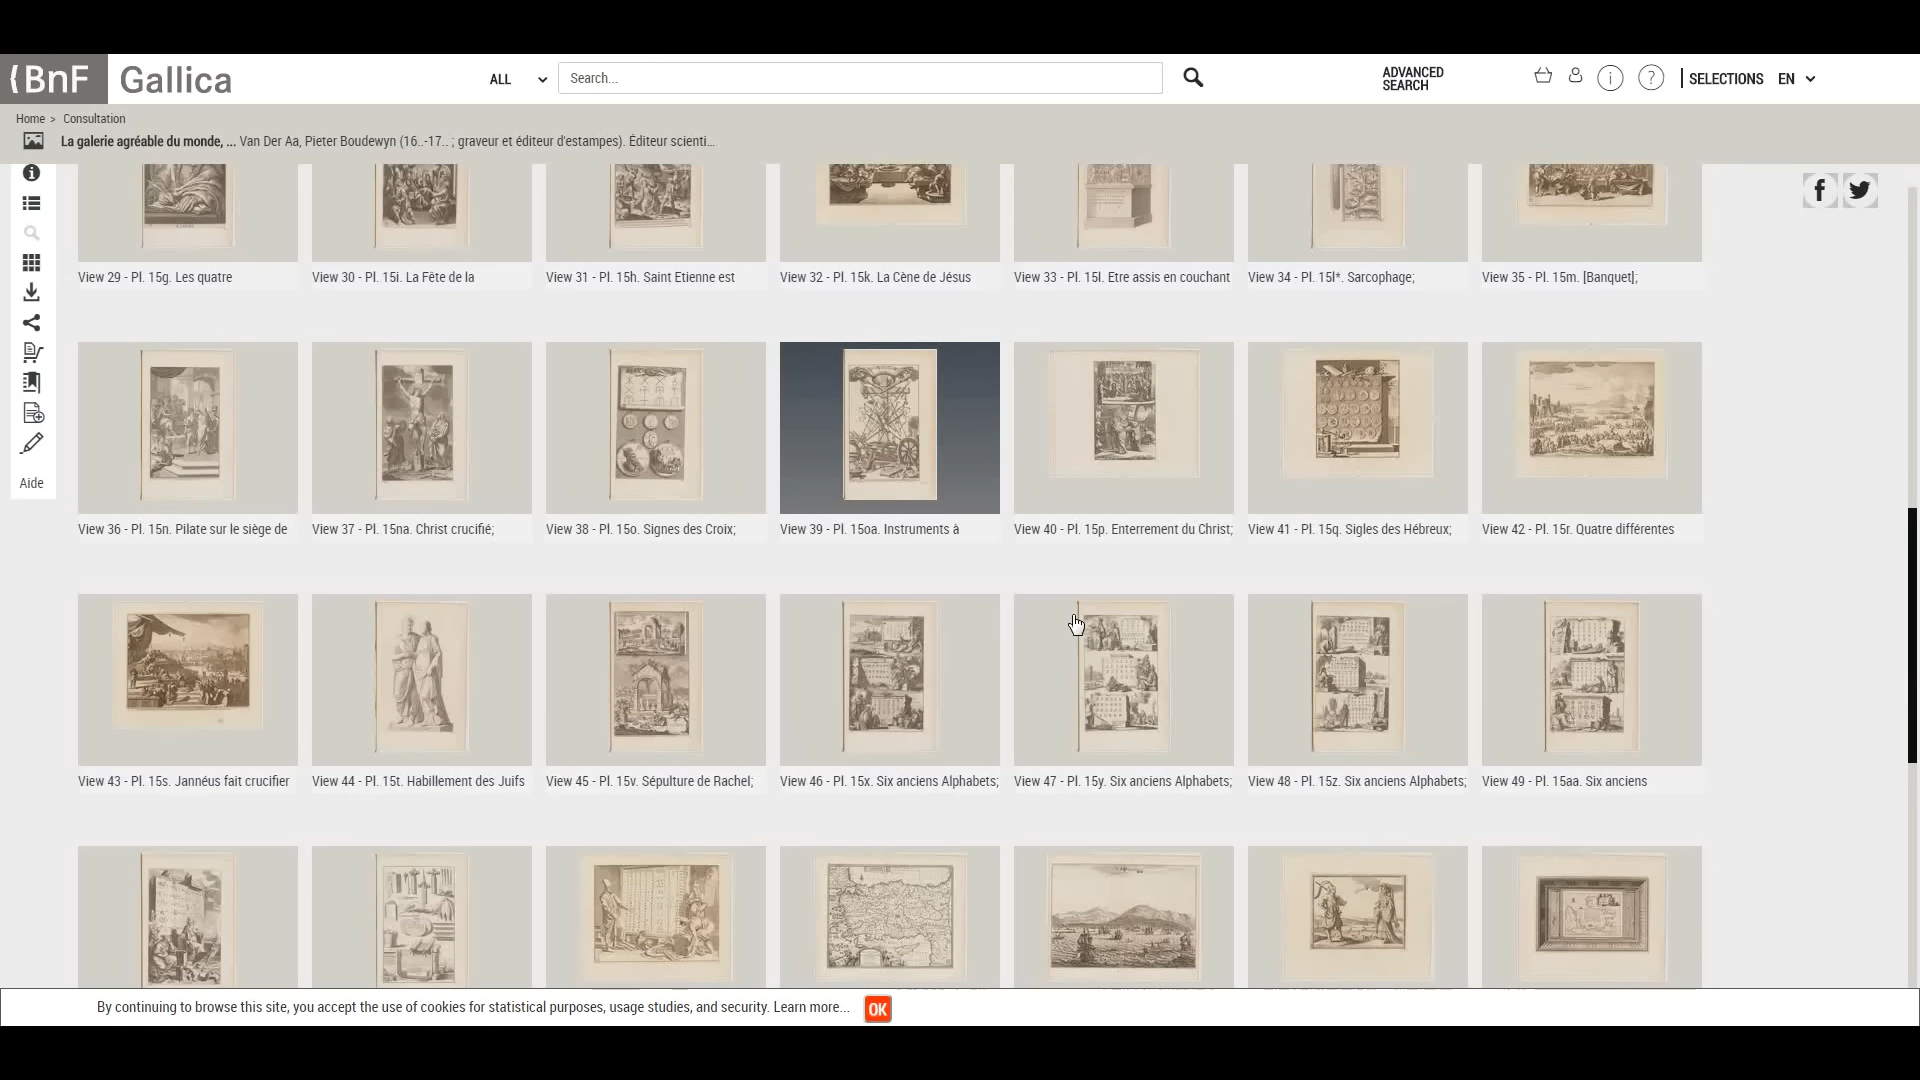 BnF Gallica
ALL
Search...
ADVANCED
SEARCH
SELECTIONS
EN
Home > Consultation
La galerie agréable du monde, ... Van Der Aa, Pieter Boudewyn (16..-17.. ; graveur et éditeur d'estampes). Éditeur scienti...
View 29 - Pl. 15g. Les quatre
View 30 - Pl. 15i. La Fête de la
View 31 - Pl. 15h. Saint Etienne est
View 32 - Pl. 15k. La Cène de Jésus
View 33 - Pl. 15l. Etre assis en couchant
View 34 - Pl. 15l*. Sarcophage;
View 35 - Pl. 15m. [Banquet];
View 36 - Pl. 15n. Pilate sur le siège de
View 37 - Pl. 15na. Christ crucifié;
View 38 - Pl. 15o. Signes des Croix;
View 39 - Pl. 15oa. Instruments à
View 40 - Pl. 15p. Enterrement du Christ;
View 41 - Pl. 15q. Sigles des Hébreux;
View 42 - Pl. 15r. Quatre différentes
Aide
View 43 - Pl. 15s. Jannéus fait crucifier
View 44 - Pl. 15t. Habillement des Juifs
View 45 - Pl. 15v. Sépulture de Rachel;
View 46 - Pl. 15x. Six anciens Alphabets;
View 47 - Pl. 15y. Six anciens Alphabets;
View 48 - Pl. 15z. Six anciens Alphabets;
View 49 - Pl. 15aa. Six anciens
By continuing to browse this site, you accept the use of cookies for statistical purposes, usage studies, and security. Learn more...
OK